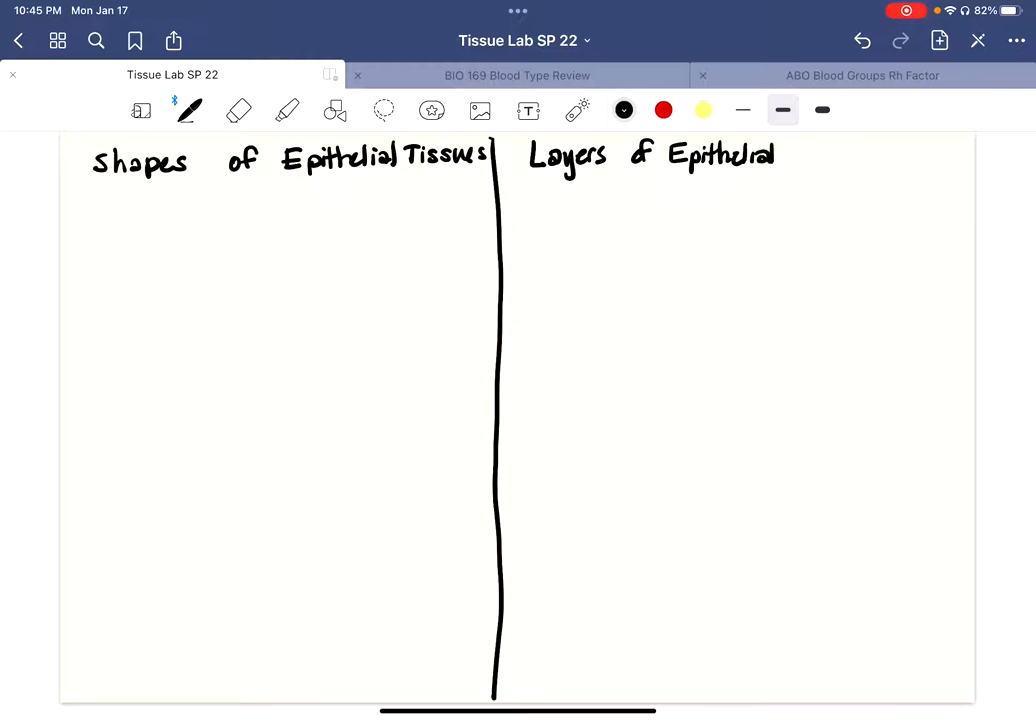 10:45 PM Mon Jan 17
82%
Tissue Lab SP 22
Tissue Lab SP 22
BIO 169 Blood Type Review
ABO Blood Groups Rh Factor
T
Shapes of Epithelial Tissues
Layers of Epithelial